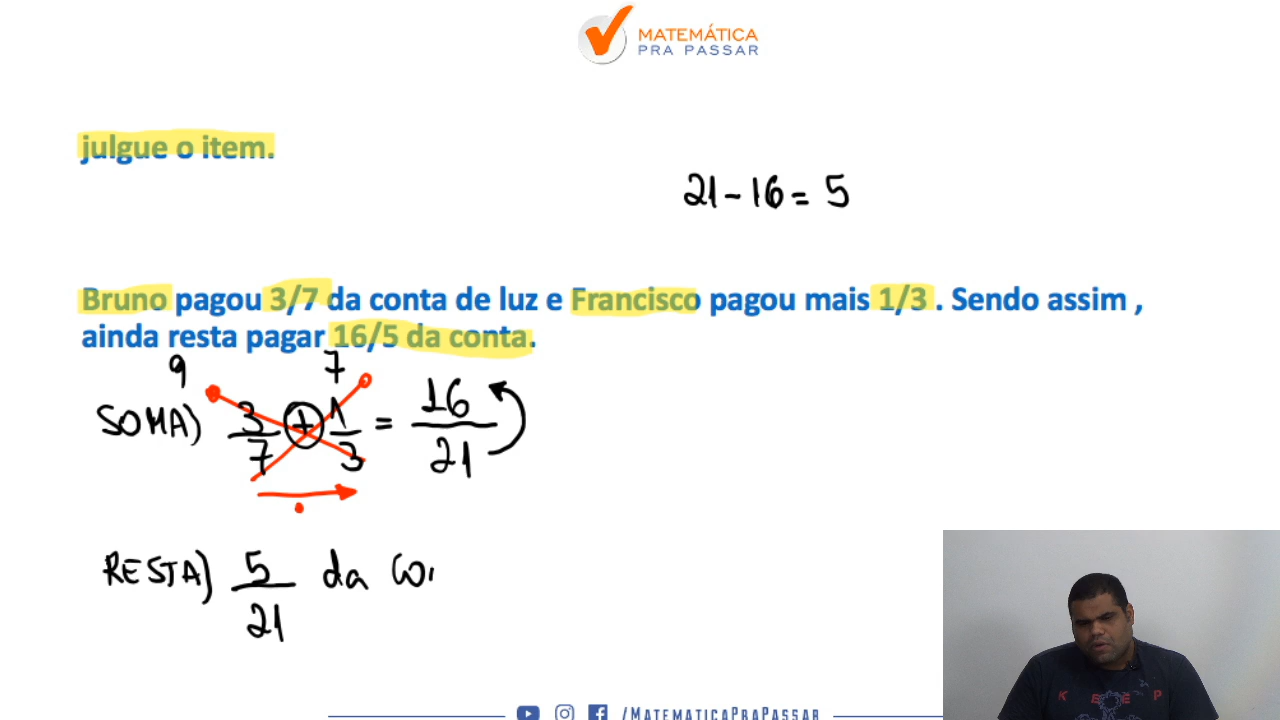 MATEMÁTICA
PRA PASSAR
julgue o item.
21 - 16 = 5
Bruno pagou 3/7 da conta de luz e Francisco pagou mais 1/3 . Sendo assim ,
ainda resta pagar 16/5 da conta.
9 7
SOMA) 3/7 + 1/3 = 16/21
RESTA) 5/21 da co
/MATEMATICAPRAPASSAR
K E E P